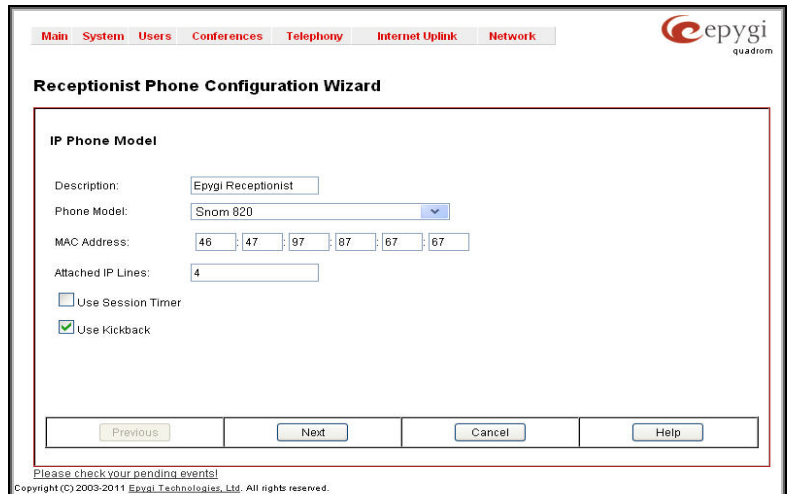 Main System Users Conferences Telephony Internet Uplink Network
epygi
quadrom
Receptionist Phone Configuration Wizard
IP Phone Model
Description: Epygi Receptionist
Phone Model: Snom 820
MAC Address: 46 : 47 : 97 : 87 : 67 : 67
Attached IP Lines: 4
Use Session Timer
Use Kickback
Previous Next Cancel Help
Please check your pending events!
Copyright (C) 2003-2011 Epygi Technologies, Ltd. All rights reserved.